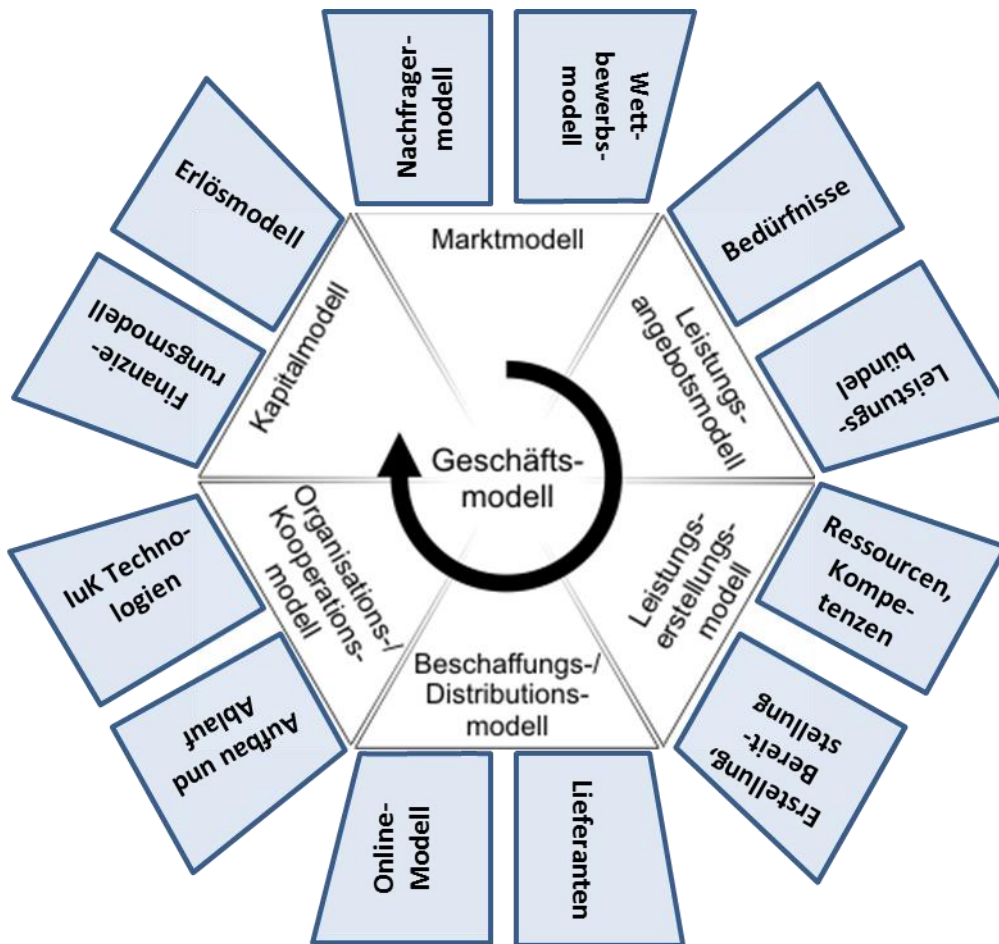 Nachfrager-
modell
Wett-
bewerbs-
modell
Bedürfnisse
Leistungs-
bündel
Ressourcen,
Kompe-
tenzen
Erstellung,
Bereit-
stellung
Lieferanten
Online-
Modell
Aufbau und
Ablauf
IuK Techno-
logien
Finanzie-
rungsmodell
Erlösmodell
Marktmodell
Leistungs-
angebotsmodell
Leistungs-
erstellungs-
modell
Beschaffungs-/
Distributions-
modell
Organisations-/
Kooperations-
modell
Kapitalmodell
Geschäfts-
modell